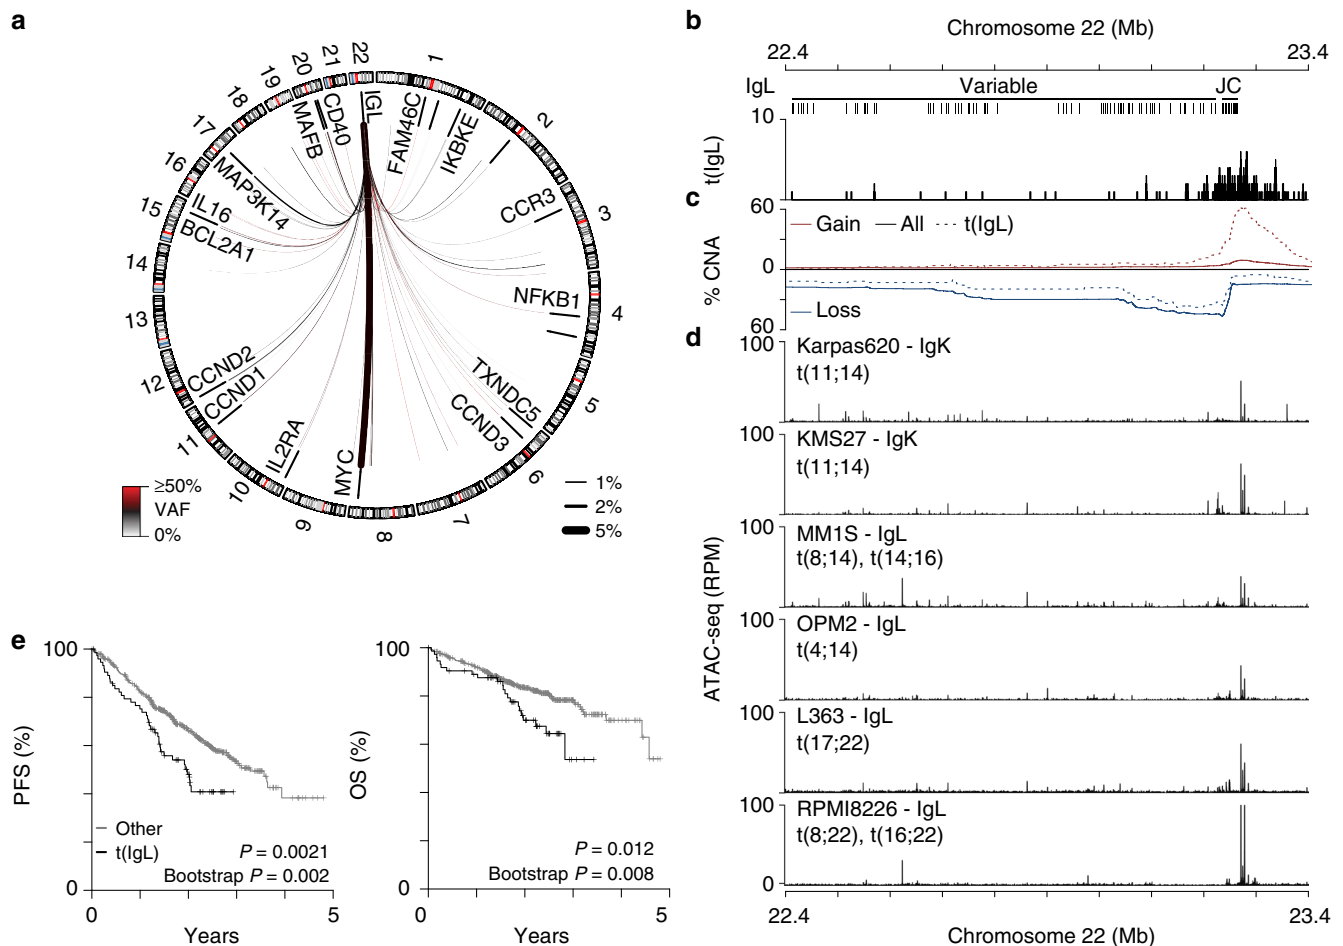 a
1
2
3
4
5
6
7
8
9
10
11
12
13
14
15
16
17
18
19
20
21
22
IGL
FAM46C
IKBKE
CCR3
NFKB1
TXNDC5
CCND3
MYC
IL2RA
CCND1
CCND2
BCL2A1
IL16
MAP3K14
MAFB
CD40
≥50%
VAF
0%
1%
2%
5%
b
Chromosome 22 (Mb)
22.4 23.4
IgL Variable JC
10
t(IgL)
c
60
0
60
% CNA
Gain All t(IgL)
Loss
d
ATAC-seq (RPM)
100
Karpas620 - IgK
t(11;14)
100
KMS27 - IgK
t(11;14)
100
MM1S - IgL
t(8;14), t(14;16)
100
OPM2 - IgL
t(4;14)
100
L363 - IgL
t(17;22)
100
RPMI8226 - IgL
t(8;22), t(16;22)
0
22.4 23.4
Chromosome 22 (Mb)
e
100
PFS (%)
Other
t(IgL)
P = 0.0021
Bootstrap P = 0.002
0
0 5
Years
100
OS (%)
P = 0.012
Bootstrap P = 0.008
0
0 5
Years